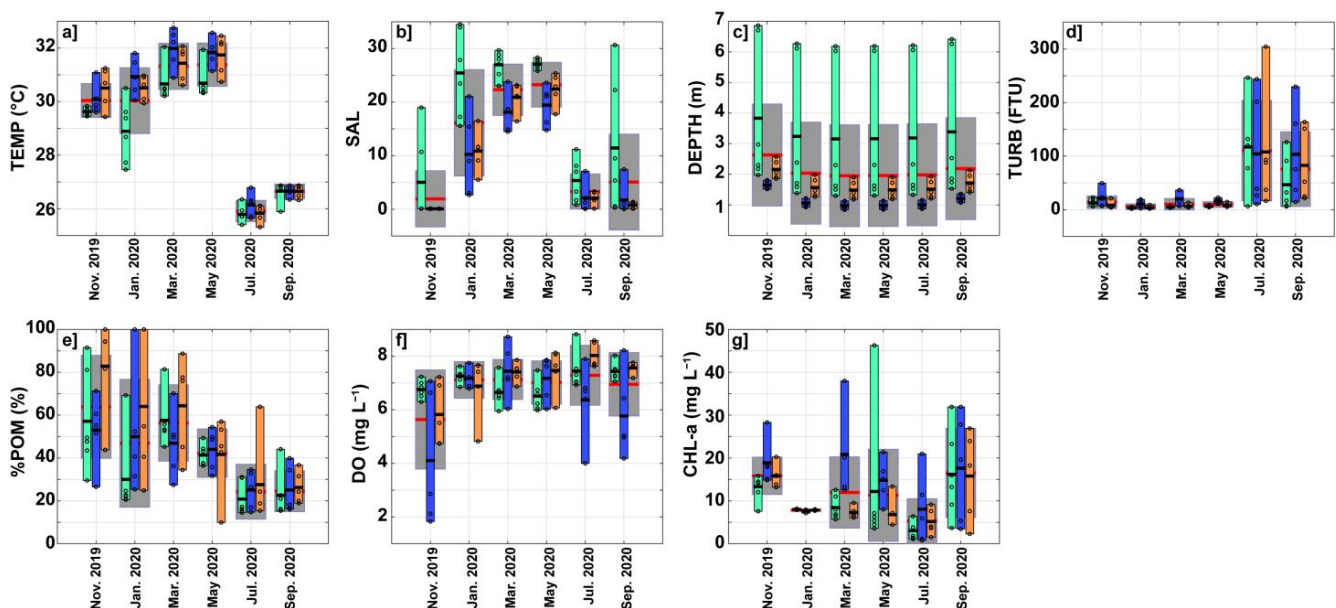 a]
TEMP (°C)
32
30
28
26
Nov. 2019
Jan. 2020
Mar. 2020
May 2020
Jul. 2020
Sep. 2020
b]
SAL
30
20
10
0
Nov. 2019
Jan. 2020
Mar. 2020
May 2020
Jul. 2020
Sep. 2020
c]
DEPTH (m)
7
6
5
4
3
2
1
Nov. 2019
Jan. 2020
Mar. 2020
May 2020
Jul. 2020
Sep. 2020
d]
TURB (FTU)
300
200
100
0
Nov. 2019
Jan. 2020
Mar. 2020
May 2020
Jul. 2020
Sep. 2020
e]
%POM (%)
100
80
60
40
20
0
Nov. 2019
Jan. 2020
Mar. 2020
May 2020
Jul. 2020
Sep. 2020
f]
DO (mg L⁻¹)
8
6
4
2
Nov. 2019
Jan. 2020
Mar. 2020
May 2020
Jul. 2020
Sep. 2020
g]
CHL-a (mg L⁻¹)
50
40
30
20
10
0
Nov. 2019
Jan. 2020
Mar. 2020
May 2020
Jul. 2020
Sep. 2020